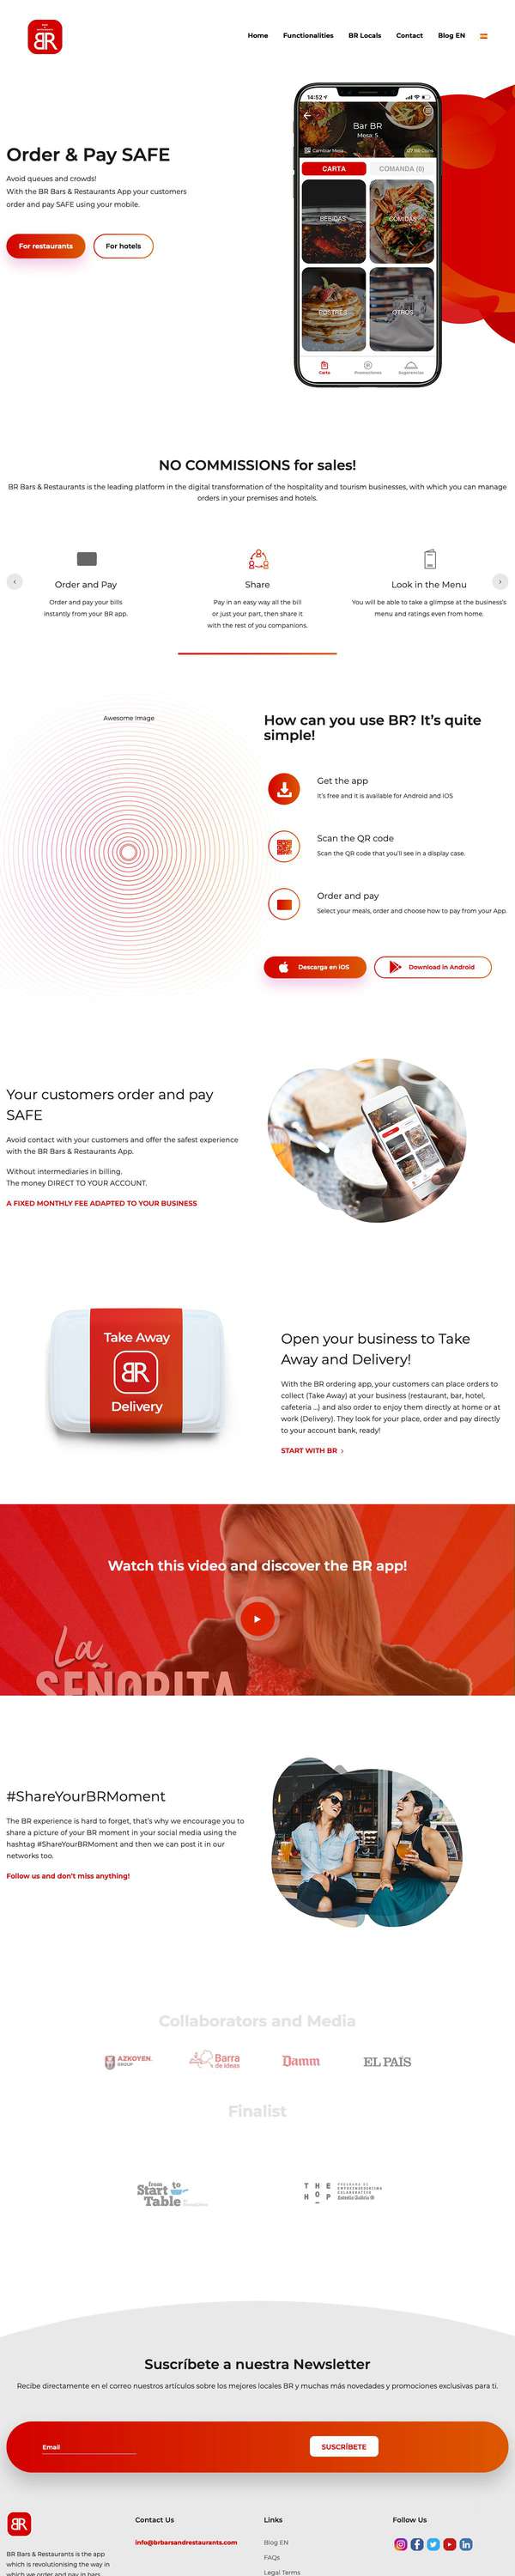 BR
Home Functionalities BR Locals Contact Blog EN
14:52
Bar BR
Mesa: 5
Cambiar Mesa
CARTA COMANDA (0)
BEBIDAS COMIDAS
POSTRES OTROS
Carta Promociones Sugerencias
Order & Pay SAFE
Avoid queues and crowds!
With the BR Bars & Restaurants App your customers
order and pay SAFE using your mobile.
For restaurants For hotels
NO COMMISSIONS for sales!
BR Bars & Restaurants is the leading platform in the digital transformation of the hospitality and tourism businesses, with which you can manage
orders in your premises and hotels.
Order and Pay
Order and pay your bills
instantly from your BR app.
Share
Pay in an easy way all the bill
or just your part, then share it
with the rest of you companions.
Look in the Menu
You will be able to take a glimpse at the business's
menu and ratings even from home.
Awesome Image
How can you use BR? It's quite
simple!
Get the app
It's free and it is available for Android and iOS
Scan the QR code
Scan the QR code that you'll see in a display case.
Order and pay
Select your meals, order and choose how to pay from your App.
Descarga en iOS Download in Android
Your customers order and pay
SAFE
Avoid contact with your customers and offer the safest experience
with the BR Bars & Restaurants App.
Without intermediaries in billing.
The money DIRECT TO YOUR ACCOUNT.
A FIXED MONTHLY FEE ADAPTED TO YOUR BUSINESS
Take Away
BR
Delivery
Open your business to Take
Away and Delivery!
With the BR ordering app, your customers can place orders to
collect (Take Away) at your business (restaurant, bar, hotel,
cafeteria ...) and also order to enjoy them directly at home or at
work (Delivery). They look for your place, order and pay directly
to your account bank, ready!
START WITH BR >
Watch this video and discover the BR app!
La
SEÑORITA
#ShareYourBRMoment
The BR experience is hard to forget, that's why we encourage you to
share a picture of your BR moment in your social media using the
hashtag #ShareYourBRMoment and then we can post it in our
networks too.
Follow us and don't miss anything!
Collaborators and Media
AZKOYEN
GROUP
Barra
de ideas
Damm
EL PAÍS
Finalist
from Start to Table
THE
HOP
Suscríbete a nuestra Newsletter
Recibe directamente en el correo nuestros artículos sobre los mejores locales BR y muchas más novedades y promociones exclusivas para ti.
Email
SUSCRÍBETE
BR
BR Bars & Restaurants is the app
which is revolutionising the way in
which we order and pay in bars
Contact Us
info@brbarsandrestaurants.com
Links
Blog EN
FAQs
Legal Terms
Follow Us